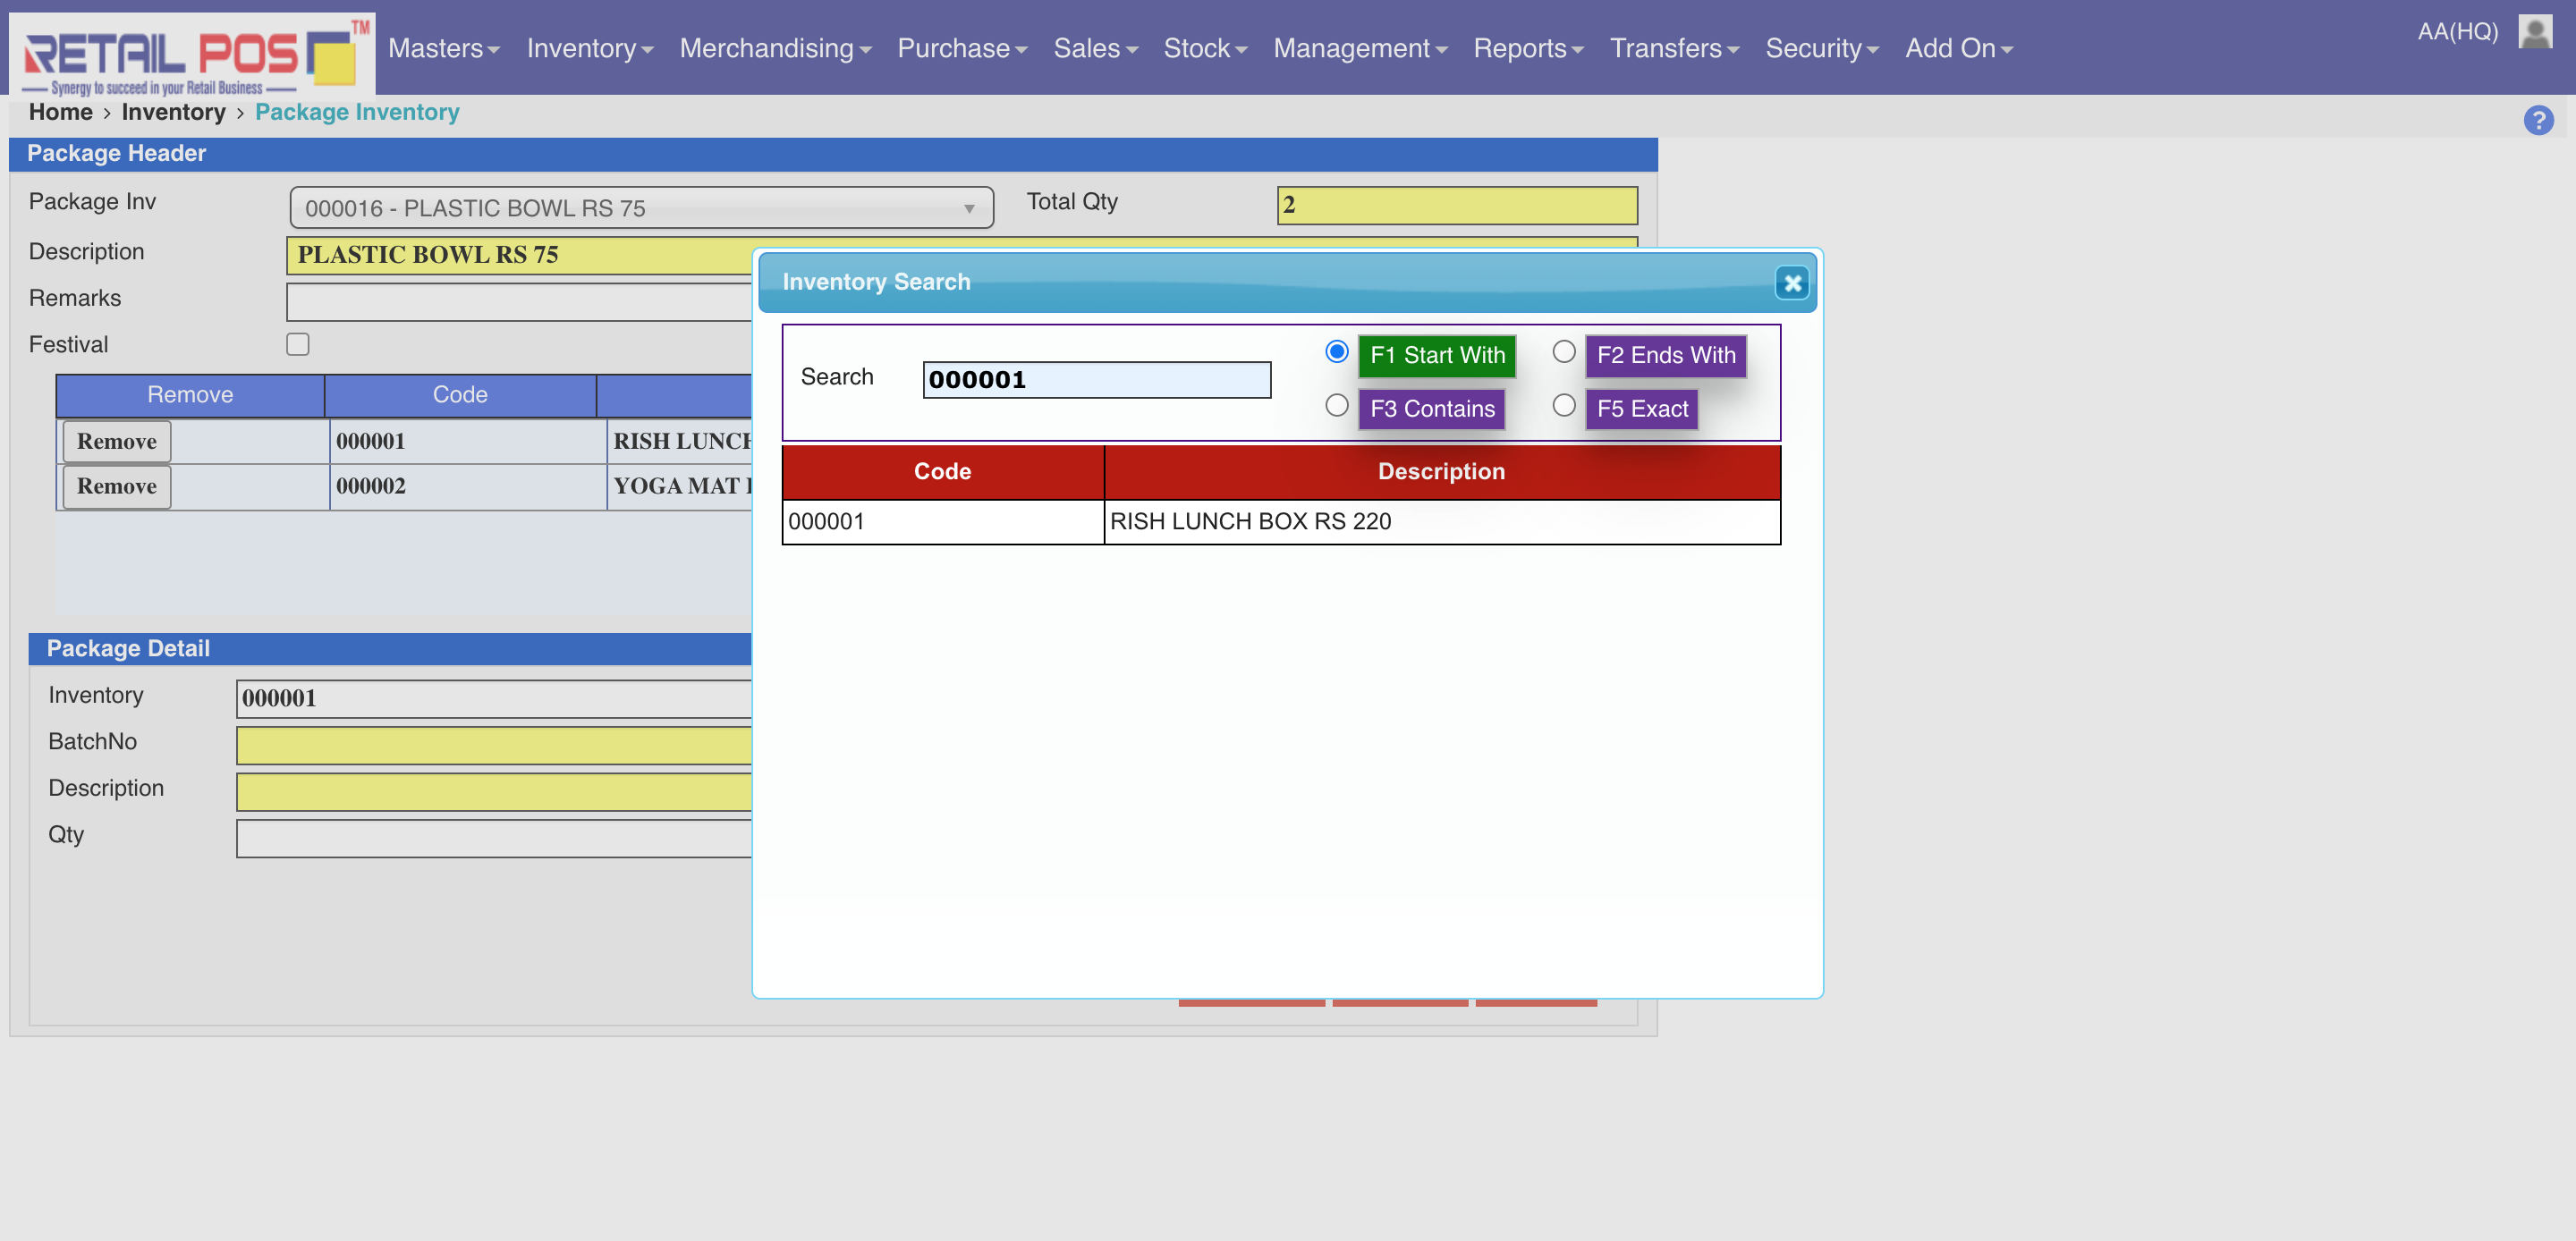 RETAIL POS TM
Synergy to succeed in your Retail Business
Masters Inventory Merchandising Purchase Sales Stock Management Reports Transfers Security Add On
AA(HQ)
Home › Inventory › Package Inventory
?
Package Header
Package Inv 000016 - PLASTIC BOWL RS 75 Total Qty 2
Description PLASTIC BOWL RS 75
Remarks
Festival
Remove Code
Remove 000001 RISH LUNCH
Remove 000002 YOGA MAT
Package Detail
Inventory 000001
BatchNo
Description
Qty
Inventory Search
Search 000001
F1 Start With F2 Ends With
F3 Contains F5 Exact
Code Description
000001 RISH LUNCH BOX RS 220